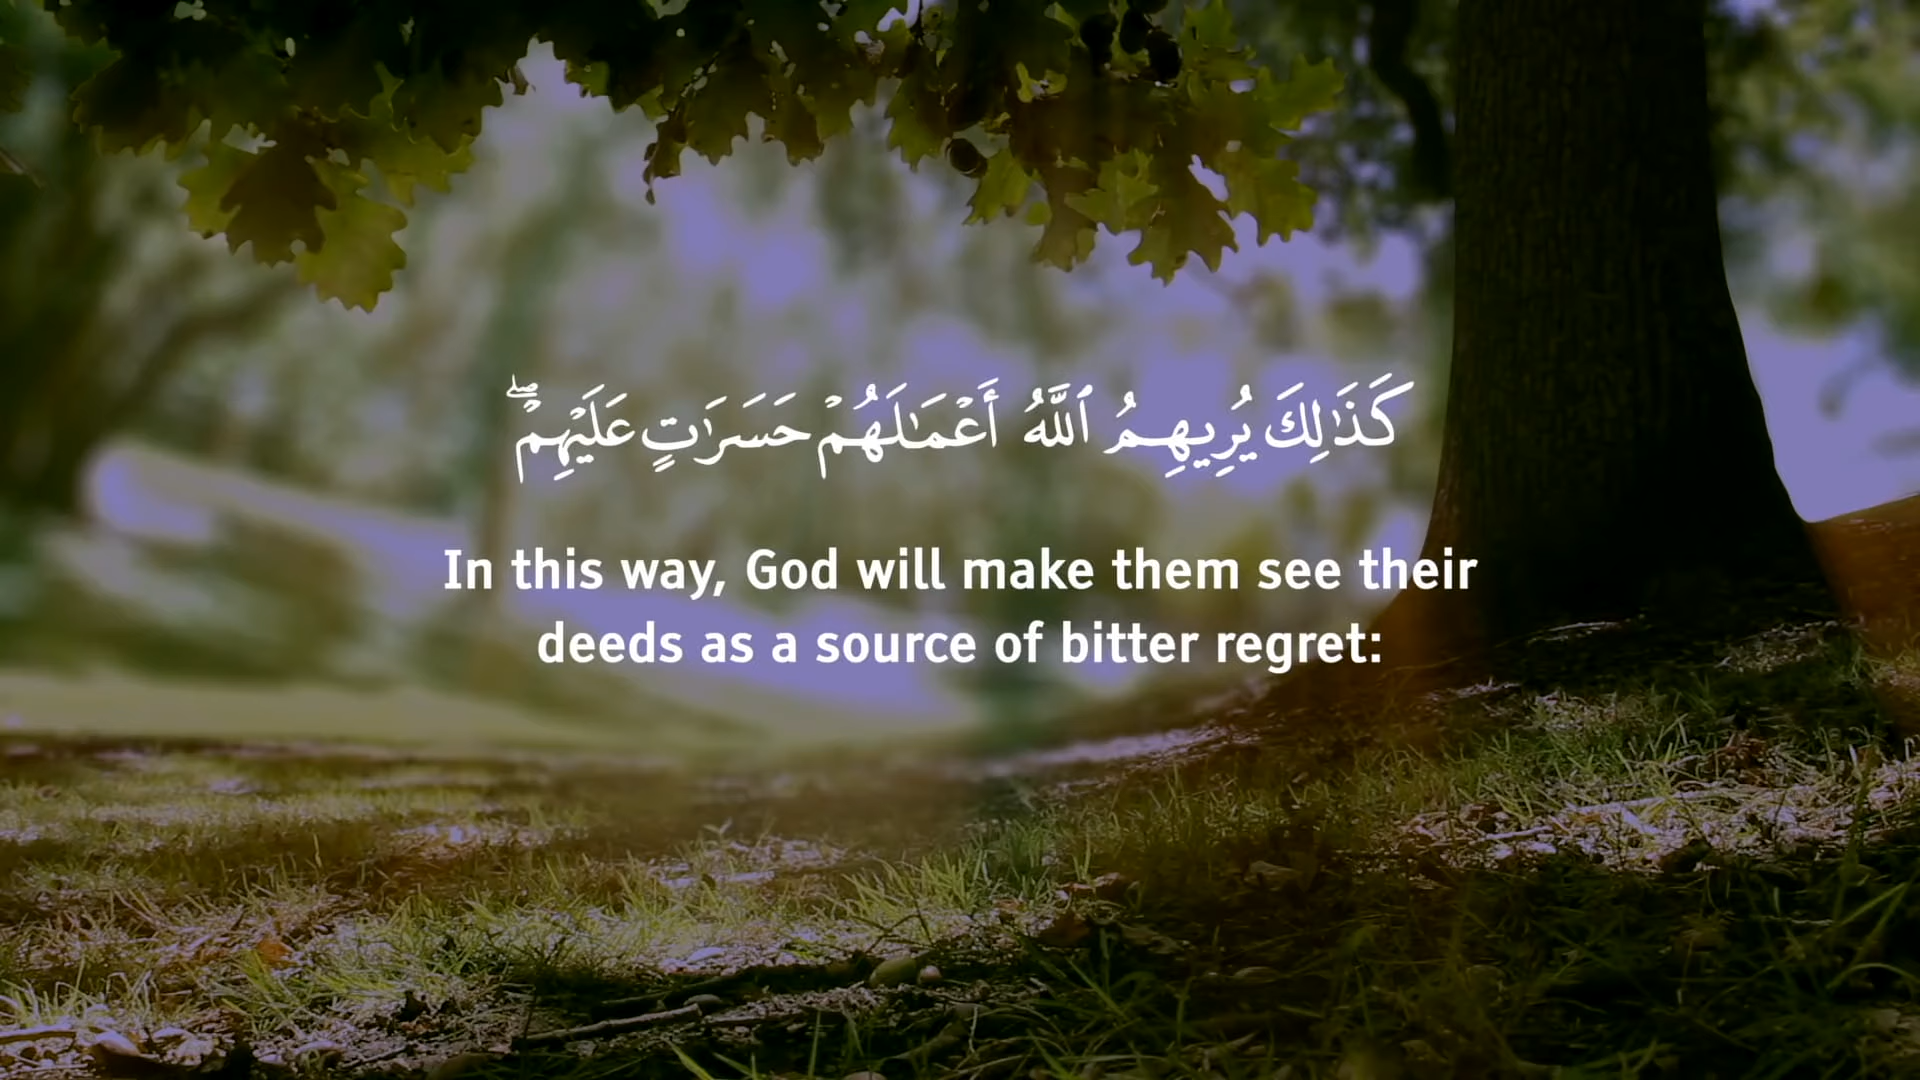 كَذَٰلِكَ يُرِيهِمُ ٱللَّهُ أَعْمَـٰلَهُمْ حَسَرَٰتٍ عَلَيْهِمْ ۖ
In this way, God will make them see their
deeds as a source of bitter regret: